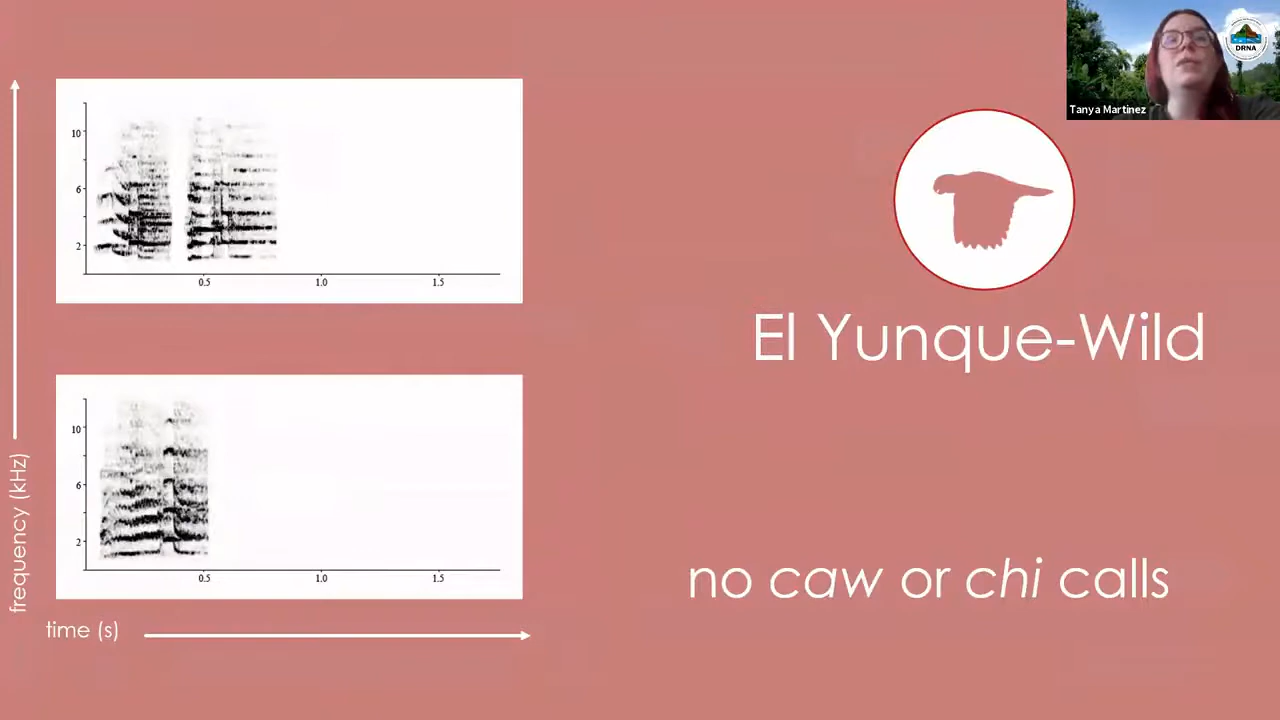 DRNA
Tanya Martinez
10
6
2
0.5 1.0 1.5
El Yunque-Wild
10
6
2
0.5 1.0 1.5
frequency (kHz)
no caw or chi calls
time (s)